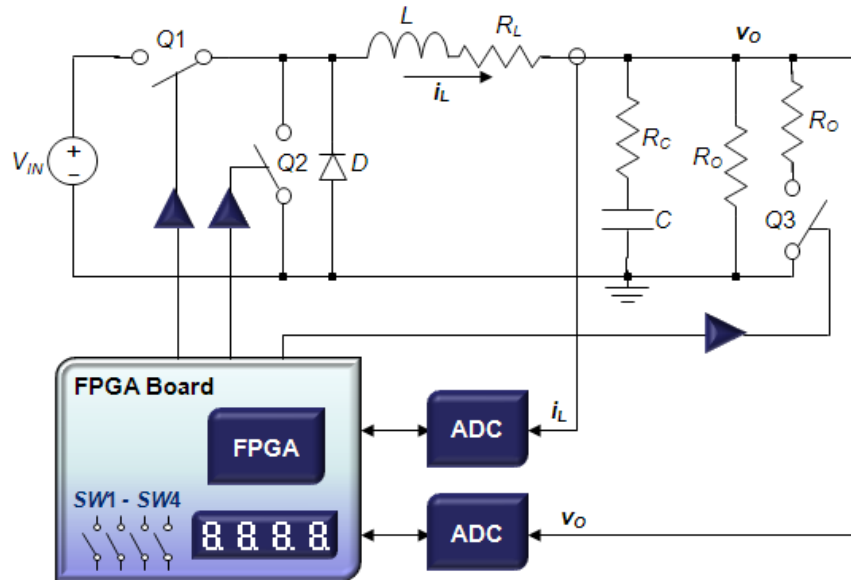 Q1
L
R_L
v_O
i_L
V_IN
+
−
Q2
D
R_C
C
R_O
R_O
Q3
FPGA Board
FPGA
SW1 - SW4
8.8.8.8
ADC
i_L
ADC
v_O